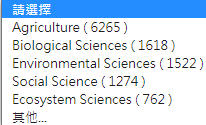 請選擇
Agriculture ( 6265 )
Biological Sciences ( 1618 )
Environmental Sciences ( 1522 )
Social Science ( 1274 )
Ecosystem Sciences ( 762 )
其他...